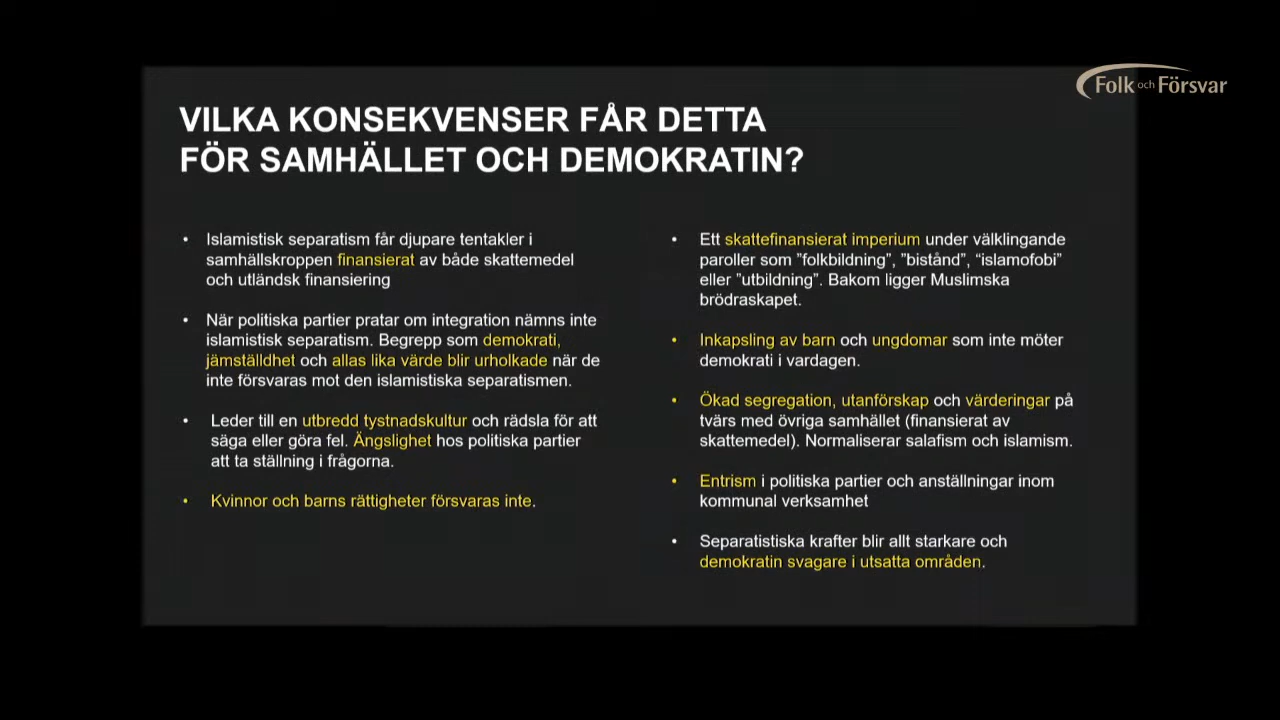 Folk och Försvar
VILKA KONSEKVENSER FÅR DETTA
FÖR SAMHÄLLET OCH DEMOKRATIN?
• Islamistisk separatism får djupare tentakler i
samhällskroppen finansierat av både skattemedel
och utländsk finansiering
• När politiska partier pratar om integration nämns inte
islamistisk separatism. Begrepp som demokrati,
jämställdhet och allas lika värde blir urholkade när de
inte försvaras mot den islamistiska separatismen.
• Leder till en utbredd tystnadskultur och rädsla för att
säga eller göra fel. Ängslighet hos politiska partier
att ta ställning i frågorna.
• Kvinnor och barns rättigheter försvaras inte.
• Ett skattefinansierat imperium under välklingande
paroller som ”folkbildning”, ”bistånd”, “islamofobi”
eller ”utbildning”. Bakom ligger Muslimska
brödraskapet.
• Inkapsling av barn och ungdomar som inte möter
demokrati i vardagen.
• Ökad segregation, utanförskap och värderingar på
tvärs med övriga samhället (finansierat av
skattemedel). Normaliserar salafism och islamism.
• Entrism i politiska partier och anställningar inom
kommunal verksamhet
• Separatistiska krafter blir allt starkare och
demokratin svagare i utsatta områden.